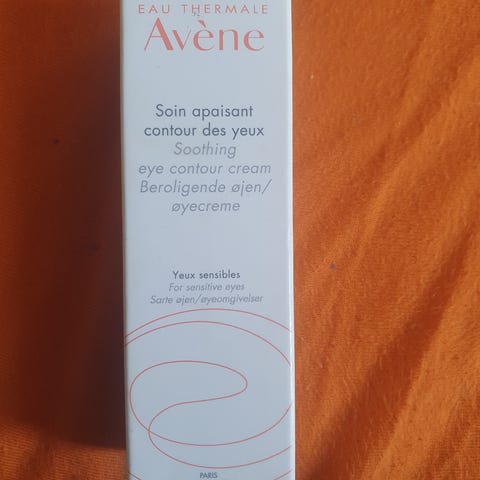 EAU THERMALE
Avène
Soin apaisant
contour des yeux
Soothing
eye contour cream
Beroligende øjen/
øyecreme
Yeux sensibles
For sensitive eyes
Sarte øjen/øyeomgivelser
PARIS